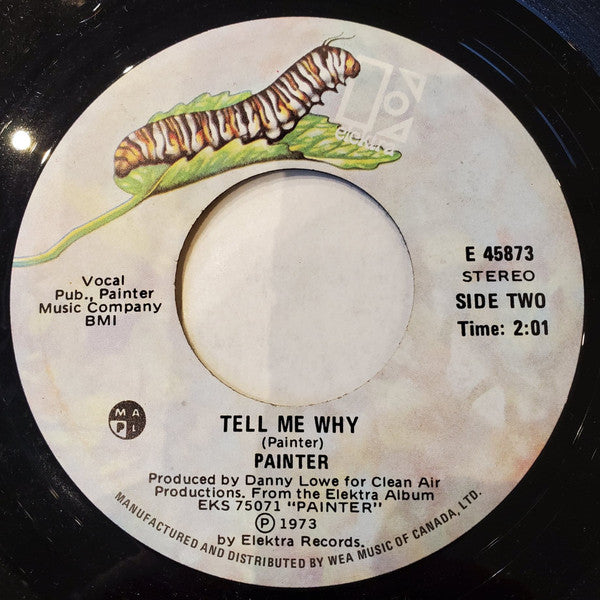 elektra
E 45873
STEREO
SIDE TWO
Time: 2:01
Vocal
Pub., Painter
Music Company
BMI
M A
P L
TELL ME WHY
(Painter)
PAINTER
Produced by Danny Lowe for Clean Air
Productions. From the Elektra Album
EKS 75071 "PAINTER"
Ⓟ 1973
by Elektra Records.
MANUFACTURED AND DISTRIBUTED BY WEA MUSIC OF CANADA, LTD.